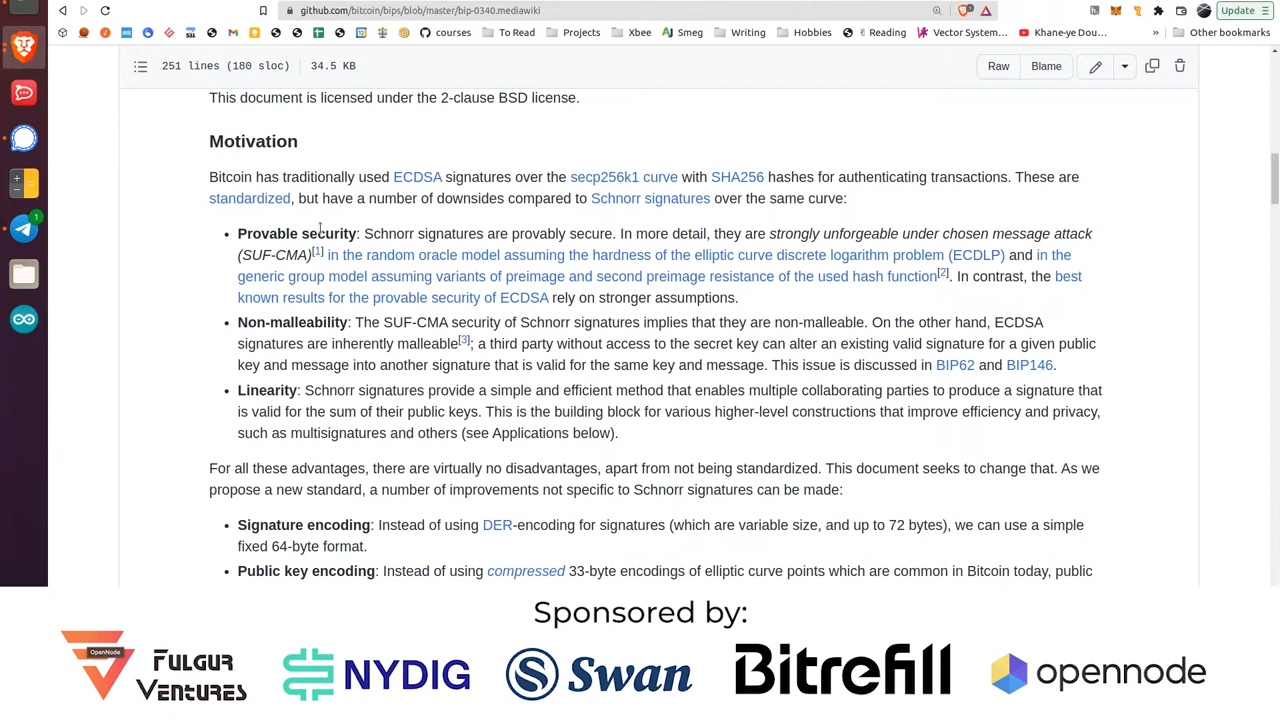 github.com/bitcoin/bips/blob/master/bip-0340.mediawiki
Update
courses
To Read
Projects
Xbee
Smeg
Writing
Hobbies
Reading
Vector System...
Khane-ye Dou...
»
Other bookmarks
251 lines (180 sloc)
34.5 KB
Raw
Blame
This document is licensed under the 2-clause BSD license.
Motivation
Bitcoin has traditionally used ECDSA signatures over the secp256k1 curve with SHA256 hashes for authenticating transactions. These are
standardized, but have a number of downsides compared to Schnorr signatures over the same curve:
• Provable security: Schnorr signatures are provably secure. In more detail, they are strongly unforgeable under chosen message attack
(SUF-CMA)[1] in the random oracle model assuming the hardness of the elliptic curve discrete logarithm problem (ECDLP) and in the
generic group model assuming variants of preimage and second preimage resistance of the used hash function[2]. In contrast, the best
known results for the provable security of ECDSA rely on stronger assumptions.
• Non-malleability: The SUF-CMA security of Schnorr signatures implies that they are non-malleable. On the other hand, ECDSA
signatures are inherently malleable[3]; a third party without access to the secret key can alter an existing valid signature for a given public
key and message into another signature that is valid for the same key and message. This issue is discussed in BIP62 and BIP146.
• Linearity: Schnorr signatures provide a simple and efficient method that enables multiple collaborating parties to produce a signature that
is valid for the sum of their public keys. This is the building block for various higher-level constructions that improve efficiency and privacy,
such as multisignatures and others (see Applications below).
For all these advantages, there are virtually no disadvantages, apart from not being standardized. This document seeks to change that. As we
propose a new standard, a number of improvements not specific to Schnorr signatures can be made:
• Signature encoding: Instead of using DER-encoding for signatures (which are variable size, and up to 72 bytes), we can use a simple
fixed 64-byte format.
• Public key encoding: Instead of using compressed 33-byte encodings of elliptic curve points which are common in Bitcoin today, public
1
Sponsored by:
OpenNode
FULGUR
VENTURES
NYDIG
Swan
Bitrefill
opennode